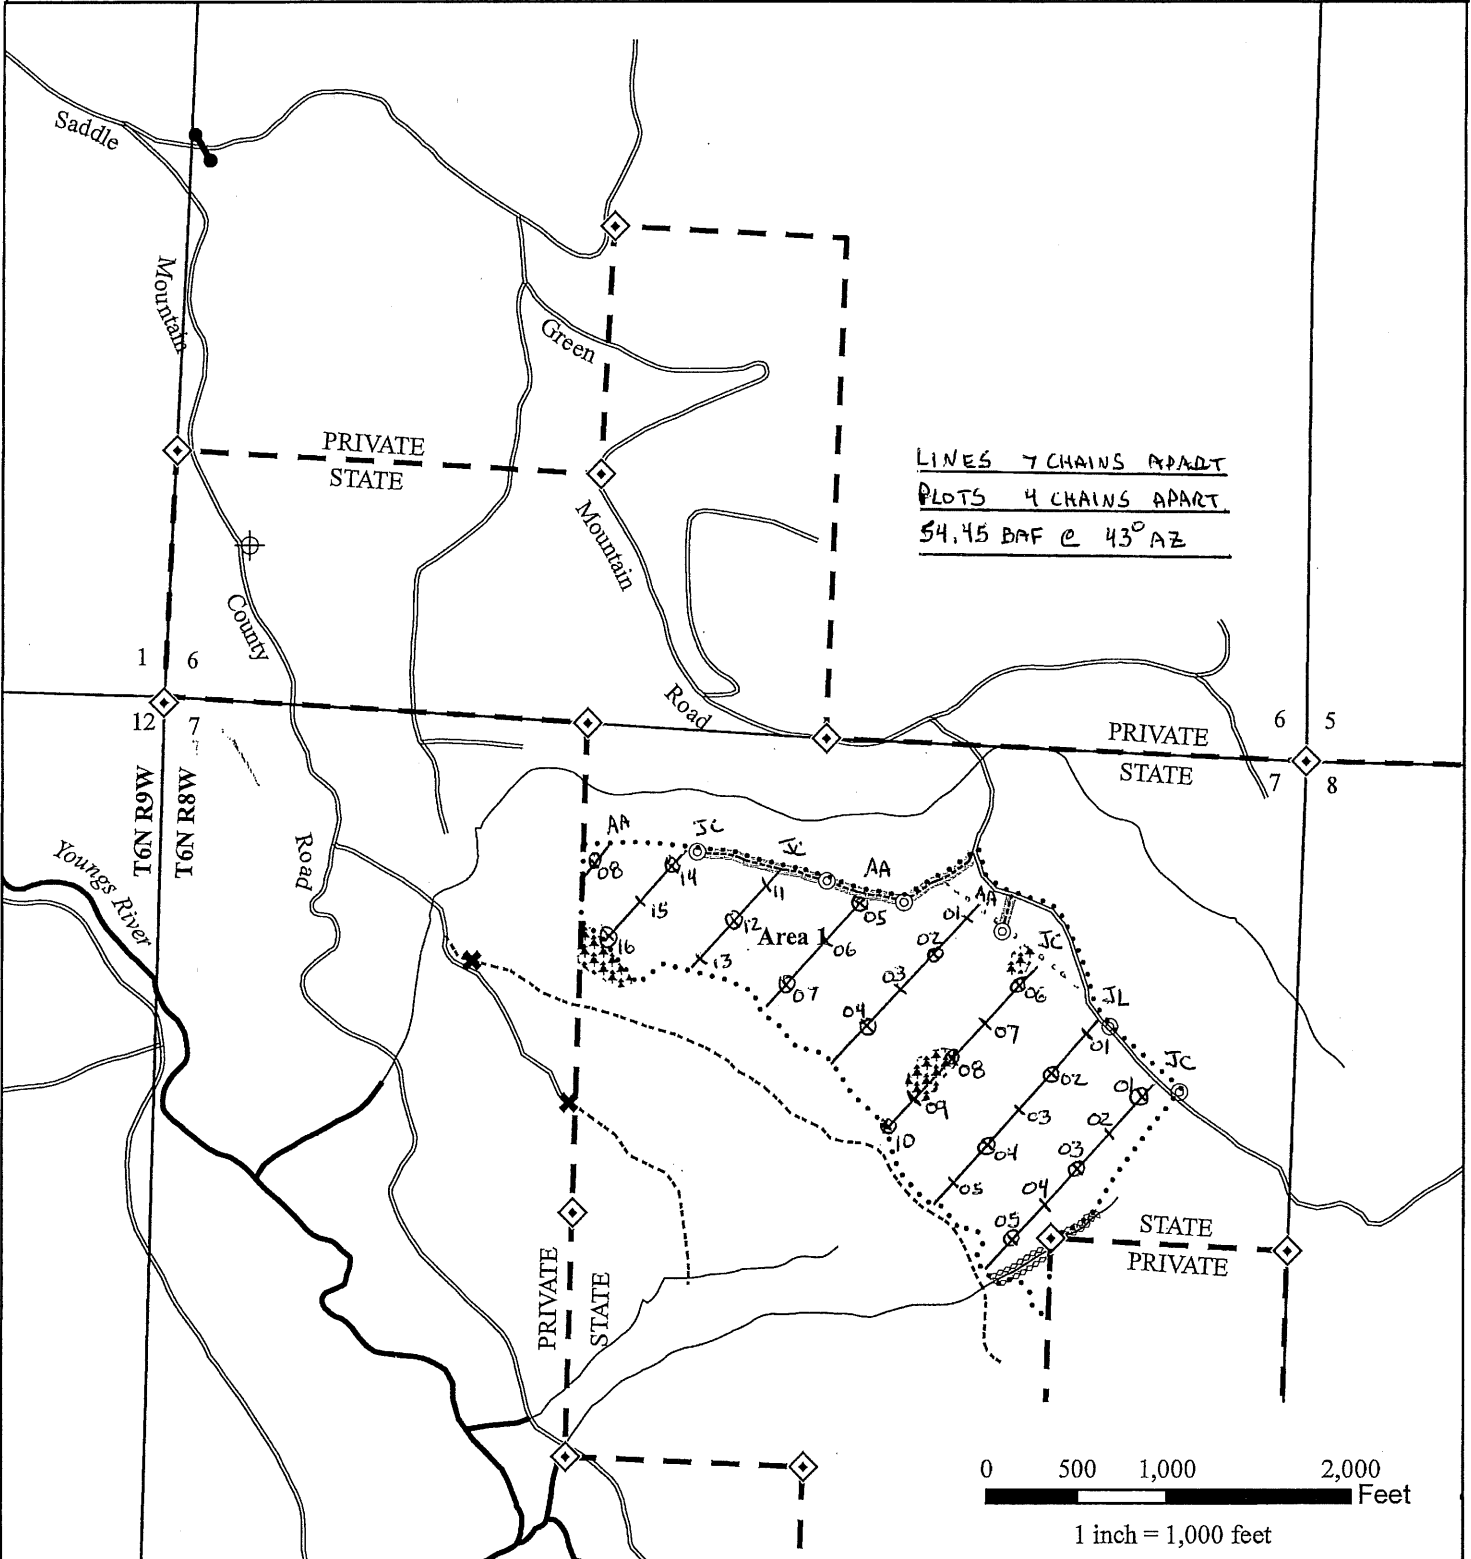 Saddle
Mountain
Green
PRIVATE
STATE
LINES 7 CHAINS APART
PLOTS 4 CHAINS APART
54.45 BAF @ 43° AZ
Mountain
County
1 6
Road
6 5
12 7
PRIVATE
STATE
7 8
T6N R9W
T6N R8W
Youngs River
Road
AA
JC
JC
AA
08
14
11
15
12
05
01
AA
16
Area 1
06
02
JC
13
07
03
06
04
07
JL
01
08
02
JC
01
09
03
02
10
04
03
05
04
05
STATE
PRIVATE
PRIVATE
STATE
0 500 1,000 2,000
Feet
1 inch = 1,000 feet